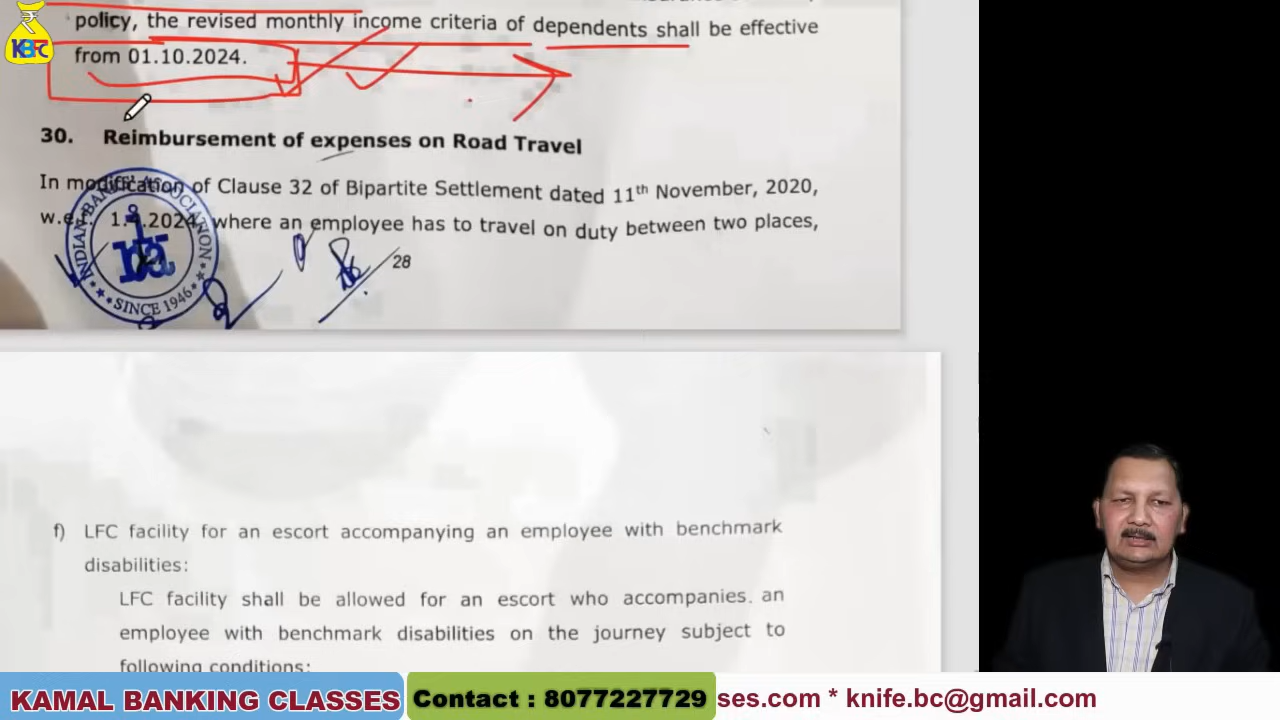 policy, the revised monthly income criteria of dependents shall be effective
from 01.10.2024.
KBFC
30. Reimbursement of expenses on Road Travel
In modification of Clause 32 of Bipartite Settlement dated 11th November, 2020,
w.e.f. 1.4.2024, where an employee has to travel on duty between two places,
INDIAN BANKS' ASSOCIATION
iba
SINCE 1946
28
f) LFC facility for an escort accompanying an employee with benchmark
disabilities:
LFC facility shall be allowed for an escort who accompanies an
employee with benchmark disabilities on the journey subject to
following conditions:
KAMAL BANKING CLASSES
Contact : 8077227729
ses.com * knife.bc@gmail.com